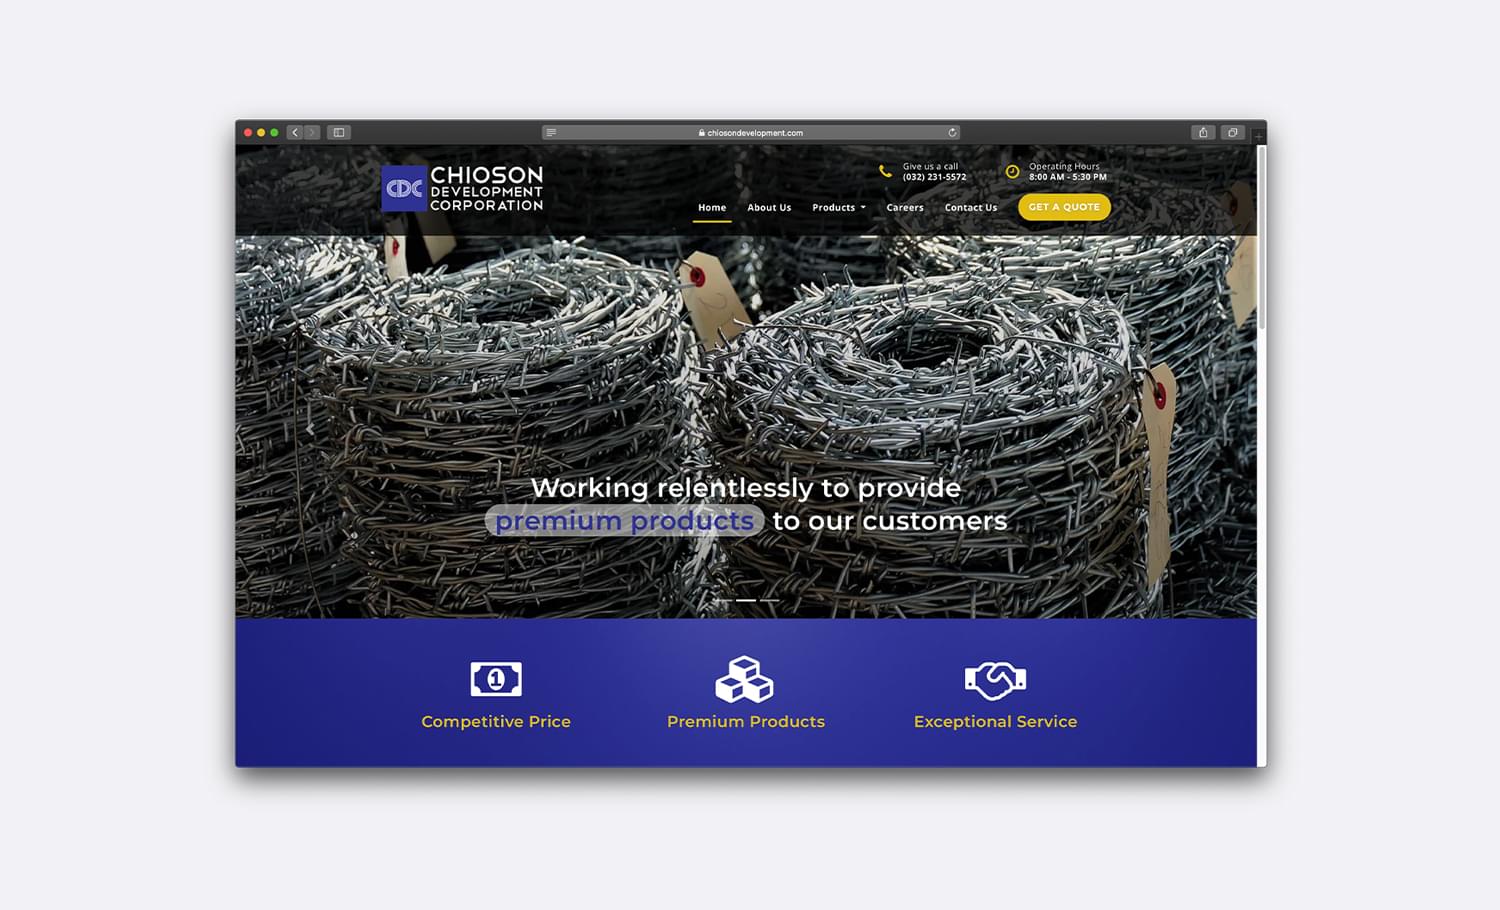 chiosondevelopment.com
CDC
CHIOSON
DEVELOPMENT
CORPORATION
Give us a call
(032) 231-5572
Operating Hours
8:00 AM - 5:30 PM
Home
About Us
Products
Careers
Contact Us
GET A QUOTE
Working relentlessly to provide
premium products to our customers
1
Competitive Price
Premium Products
Exceptional Service